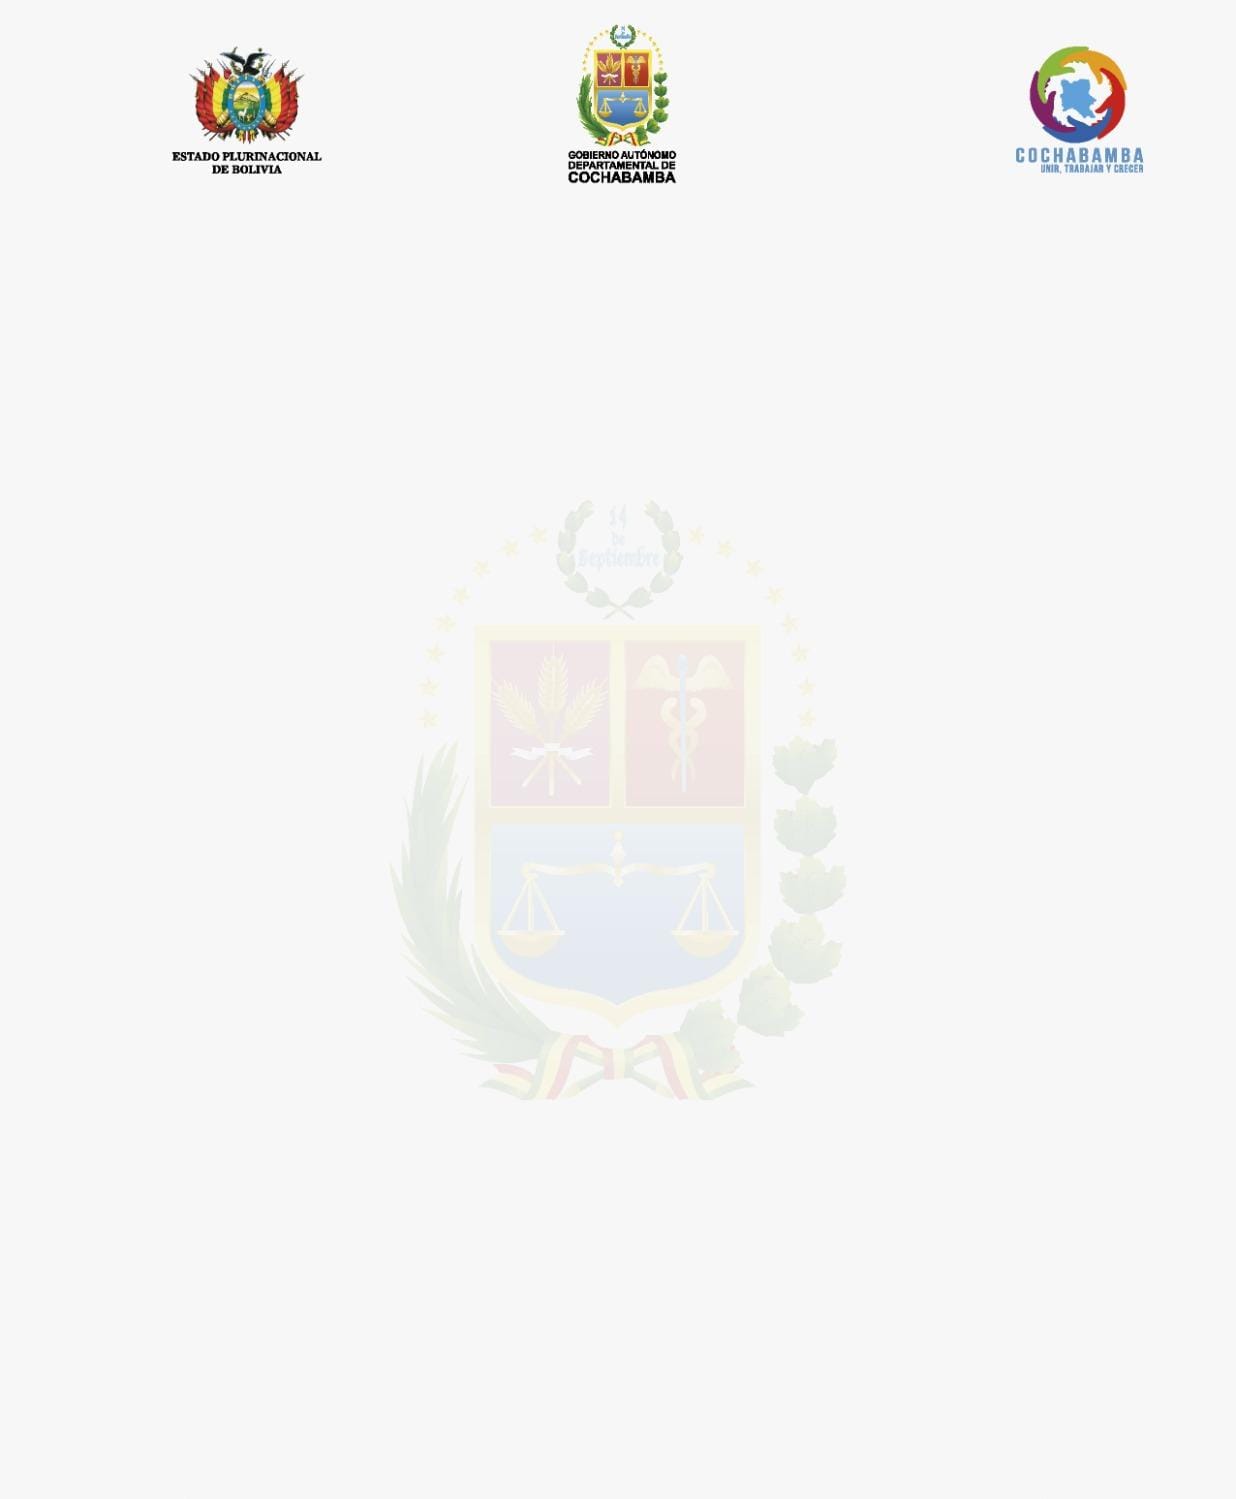 ESTADO PLURINACIONAL
DE BOLIVIA
GOBIERNO AUTÓNOMO
DEPARTAMENTAL DE
COCHABAMBA
COCHABAMBA
UNIR, TRABAJAR Y CRECER
14
de
Septiembre